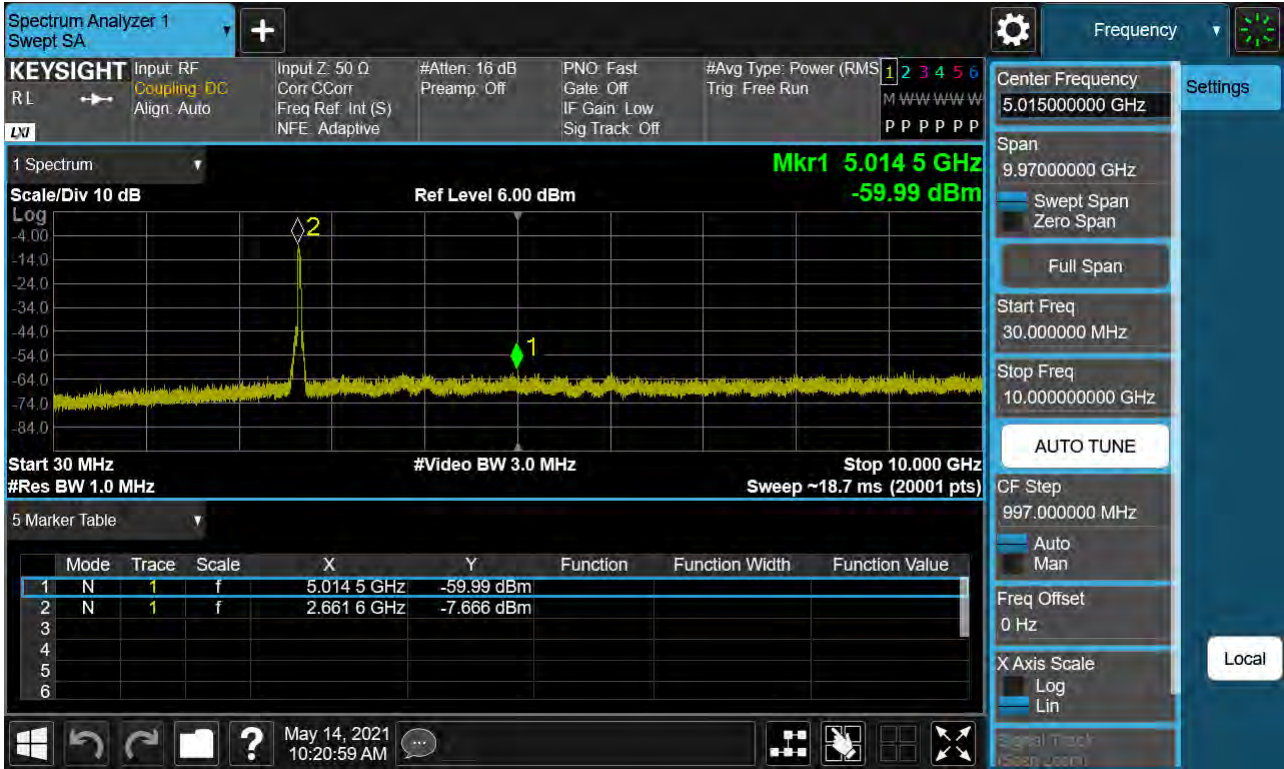 Spectrum Analyzer 1
Swept SA
+
Frequency
KEYSIGHT
RL
LXI
Input: RF
Coupling: DC
Align: Auto
Input Z: 50 Ω
Corr CCorr
Freq Ref: Int (S)
NFE: Adaptive
#Atten: 16 dB
Preamp: Off
PNO: Fast
Gate: Off
IF Gain: Low
Sig Track: Off
#Avg Type: Power (RMS
Trig: Free Run
1 2 3 4 5 6
M W W W W W
P P P P P P
1 Spectrum
Scale/Div 10 dB
Ref Level 6.00 dBm
Mkr1 5.014 5 GHz
-59.99 dBm
Log
-4.00
-14.0
-24.0
-34.0
-44.0
-54.0
-64.0
-74.0
-84.0
2
1
Start 30 MHz
#Res BW 1.0 MHz
#Video BW 3.0 MHz
Stop 10.000 GHz
Sweep ~18.7 ms (20001 pts)
5 Marker Table
Mode Trace Scale X Y Function Function Width Function Value
1 N 1 f 5.014 5 GHz -59.99 dBm
2 N 1 f 2.661 6 GHz -7.666 dBm
3
4
5
6
?
May 14, 2021
10:20:59 AM
Center Frequency
5.015000000 GHz
Span
9.97000000 GHz
Swept Span
Zero Span
Full Span
Start Freq
30.000000 MHz
Stop Freq
10.000000000 GHz
AUTO TUNE
CF Step
997.000000 MHz
Auto
Man
Freq Offset
0 Hz
X Axis Scale
Log
Lin
Signal Track
(Span Zoom)
Settings
Local